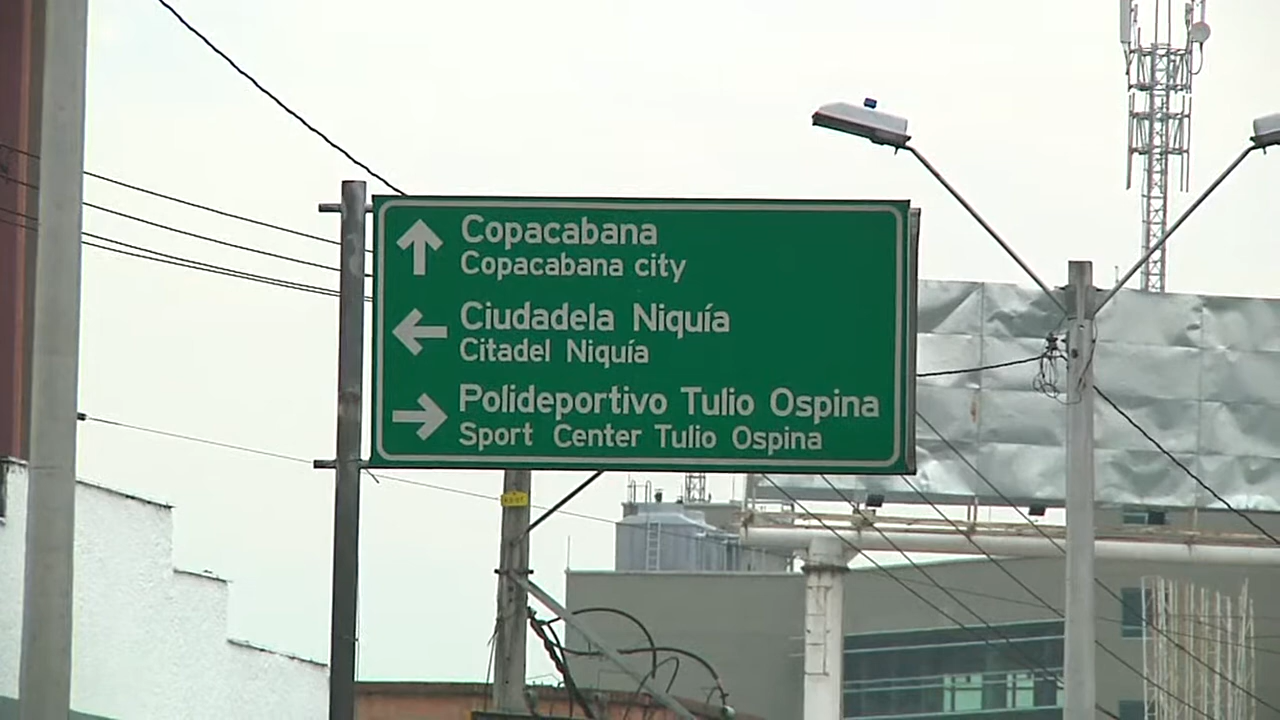 Copacabana
Copacabana city
Ciudadela Niquía
Citadel Niquía
Polideportivo Tulio Ospina
Sport Center Tulio Ospina